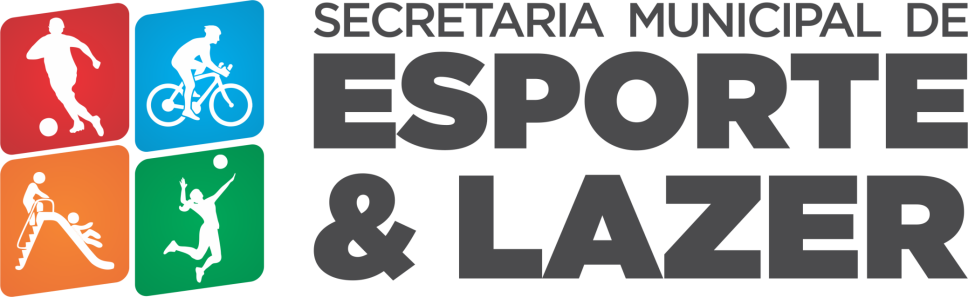 SECRETARIA MUNICIPAL DE
ESPORTE
& LAZER